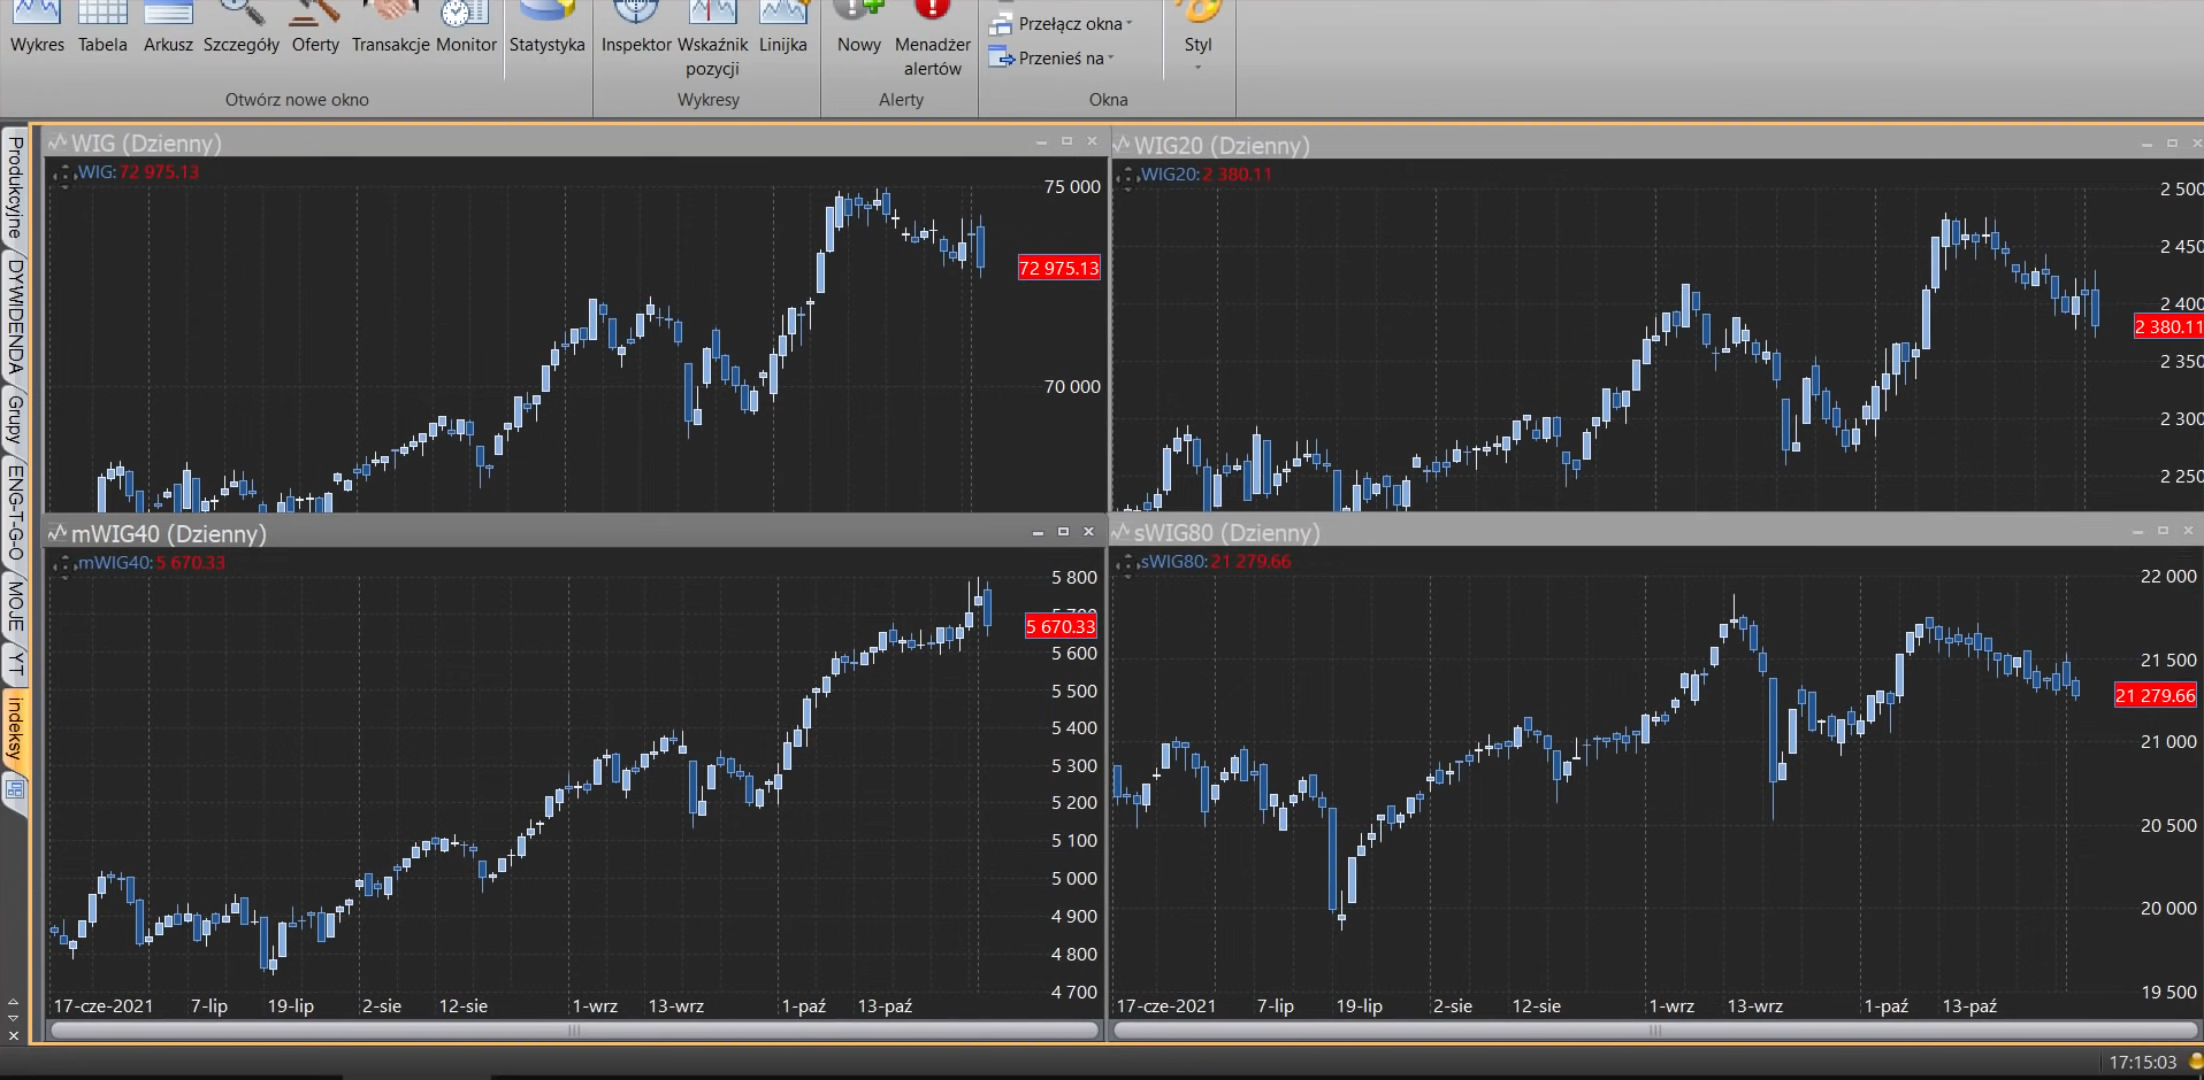 Wykres Tabela Arkusz Szczegóły Oferty Transakcje Monitor Statystyka Inspektor Wskaźnik pozycji Linijka Nowy Menadżer alertów Przełącz okna Styl
Przenieś na
Otwórz nowe okno Wykresy Alerty Okna
Produkcyjne
DYWIDENDA
Grupy
ENG-T-G-O
MOJE
YT
indeksy
WIG (Dzienny)
WIG: 72 975.13
75 000
72 975.13
70 000
WIG20 (Dzienny)
WIG20: 2 380.11
2 500
2 450
2 400
2 380.11
2 350
2 300
2 250
mWIG40 (Dzienny)
mWIG40: 5 670.33
5 800
5 700
5 670.33
5 600
5 500
5 400
5 300
5 200
5 100
5 000
4 900
4 800
4 700
17-cze-2021 7-lip 19-lip 2-sie 12-sie 1-wrz 13-wrz 1-paź 13-paź
sWIG80 (Dzienny)
sWIG80: 21 279.66
22 000
21 500
21 279.66
21 000
20 500
20 000
19 500
17-cze-2021 7-lip 19-lip 2-sie 12-sie 1-wrz 13-wrz 1-paź 13-paź
17:15:03